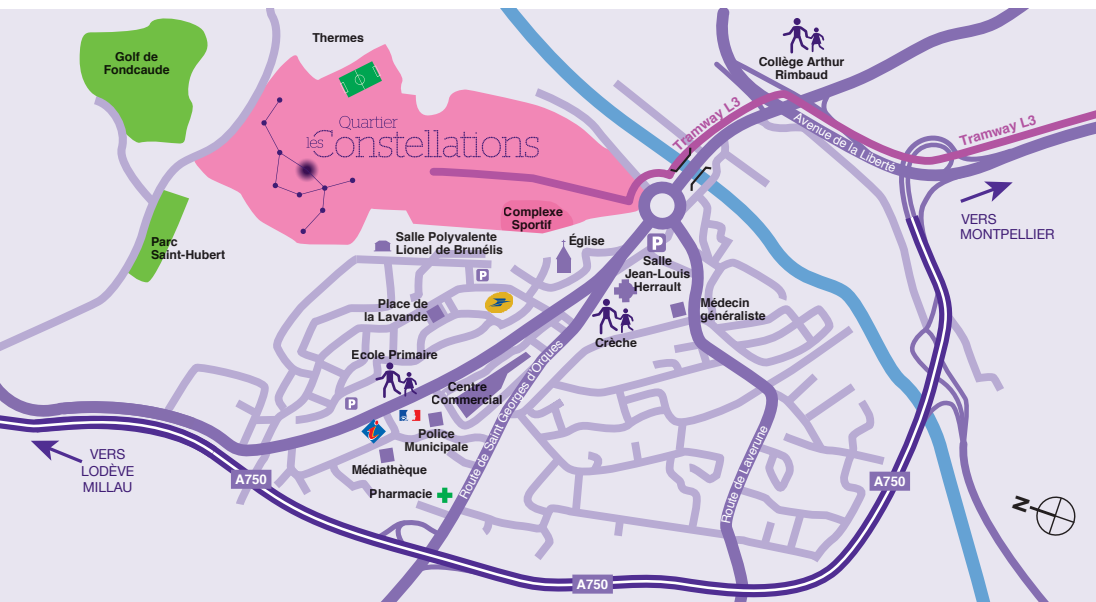 Thermes
Golf de
Fondcaude
Quartier
les Constellations
Collège Arthur
Rimbaud
Tramway L3
Avenue de la Liberté
Tramway L3
VERS
MONTPELLIER
Parc
Saint-Hubert
Complexe
Sportif
Salle Polyvalente
Lionel de Brunélis
Église
P
P
Salle
Jean-Louis
Herrault
Place de
la Lavande
Médecin
généraliste
Crèche
Ecole Primaire
Centre
Commercial
P
i
Police
Municipale
Médiathèque
Pharmacie
Route de Saint Georges d'Orques
Route de Laverune
VERS
LODÈVE
MILLAU
A750
A750
A750
N